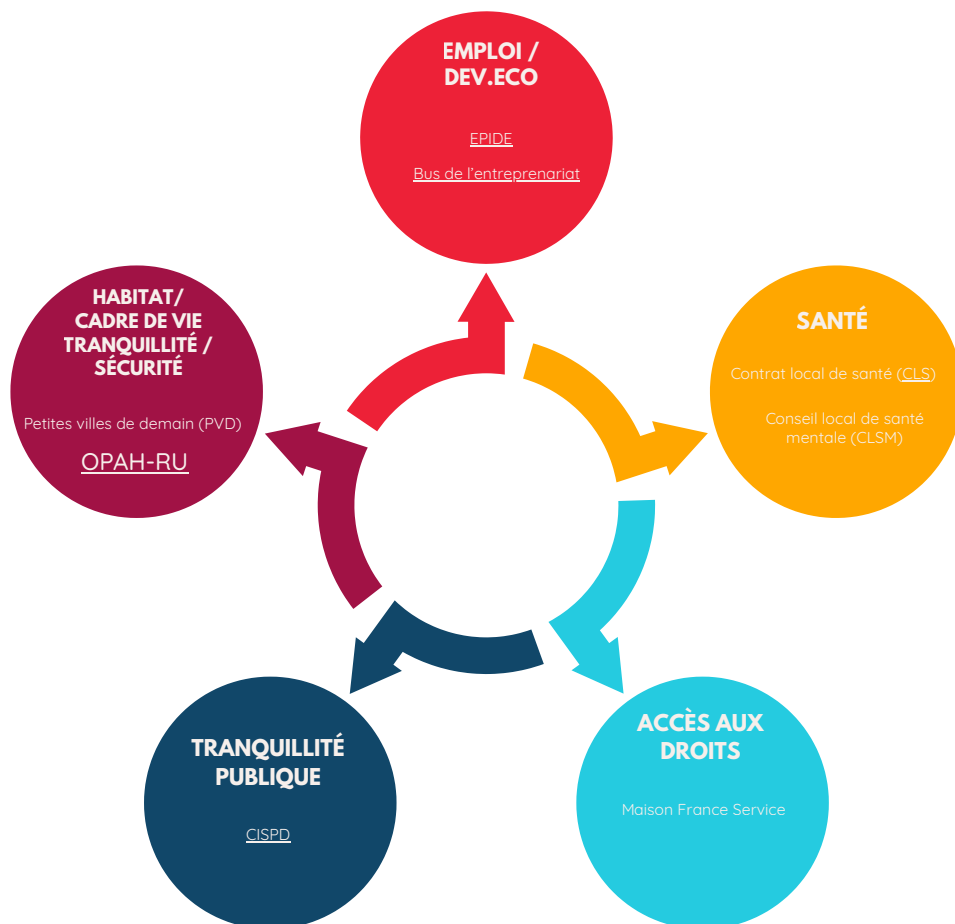 EMPLOI /
DEV.ECO
EPIDE
Bus de l'entreprenariat
HABITAT/
CADRE DE VIE
TRANQUILLITÉ /
SÉCURITÉ
Petites villes de demain (PVD)
OPAH-RU
SANTÉ
Contrat local de santé (CLS)
Conseil local de santé
mentale (CLSM)
TRANQUILLITÉ
PUBLIQUE
CISPD
ACCÈS AUX
DROITS
Maison France Service